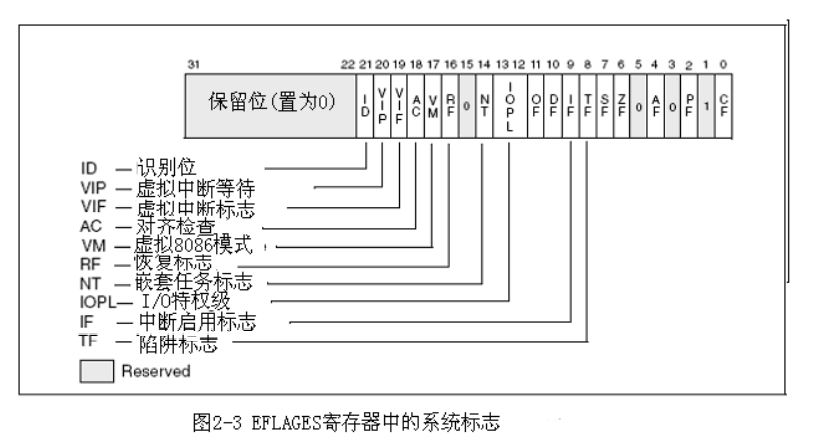 31 22 21 20 19 18 17 16 15 14 13 12 11 10 9 8 7 6 5 4 3 2 1 0
保留位(置为0) ID VIP VIF AC VM RF 0 NT IOPL OF DF IF TF SF ZF 0 AF 0 PF 1 CF
ID — 识别位
VIP — 虚拟中断等待
VIF — 虚拟中断标志
AC — 对齐检查
VM — 虚拟8086模式
RF — 恢复标志
NT — 嵌套任务标志
IOPL— I/O特权级
IF — 中断启用标志
TF — 陷阱标志
Reserved
图2-3 EFLAGES寄存器中的系统标志